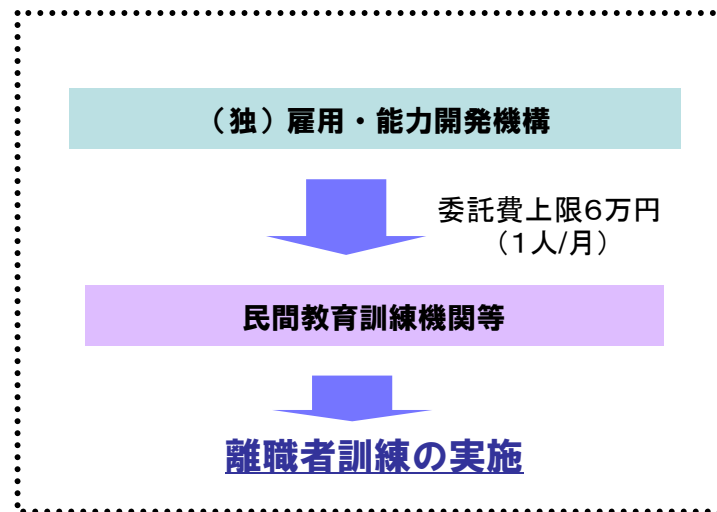 （独）雇用・能力開発機構
委託費上限６万円
（１人/月）
民間教育訓練機関等
離職者訓練の実施